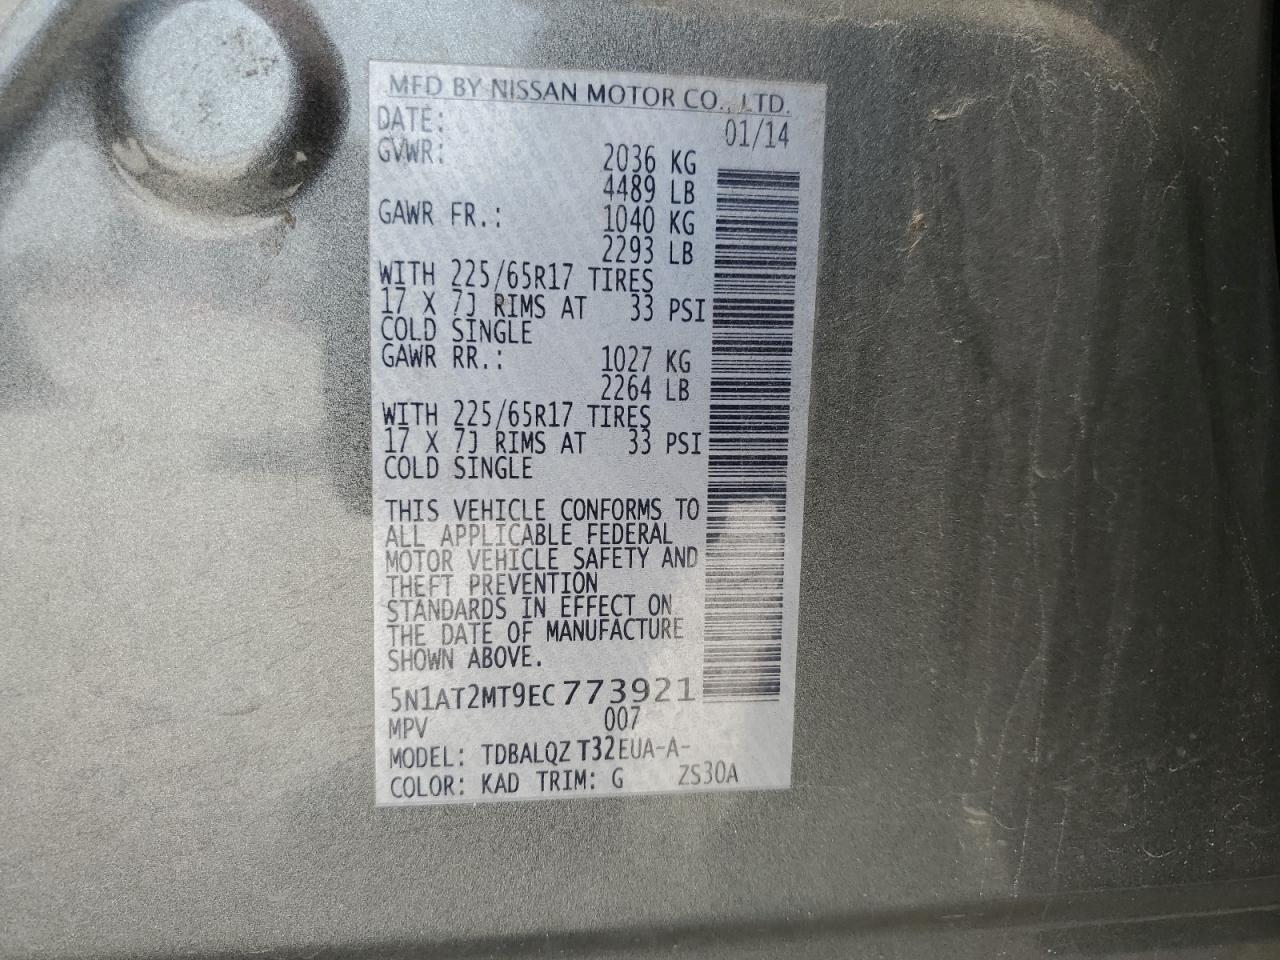 MFD BY NISSAN MOTOR CO., LTD.
DATE: 01/14
GVWR: 2036 KG
4489 LB
GAWR FR.: 1040 KG
2293 LB
WITH 225/65R17 TIRES
17 X 7J RIMS AT 33 PSI
COLD SINGLE
GAWR RR.: 1027 KG
2264 LB
WITH 225/65R17 TIRES
17 X 7J RIMS AT 33 PSI
COLD SINGLE
THIS VEHICLE CONFORMS TO
ALL APPLICABLE FEDERAL
MOTOR VEHICLE SAFETY AND
THEFT PREVENTION
STANDARDS IN EFFECT ON
THE DATE OF MANUFACTURE
SHOWN ABOVE.
5N1AT2MT9EC773921
MPV 007
MODEL: TDBALQZ T32EUA-A-
COLOR: KAD TRIM: G ZS30A